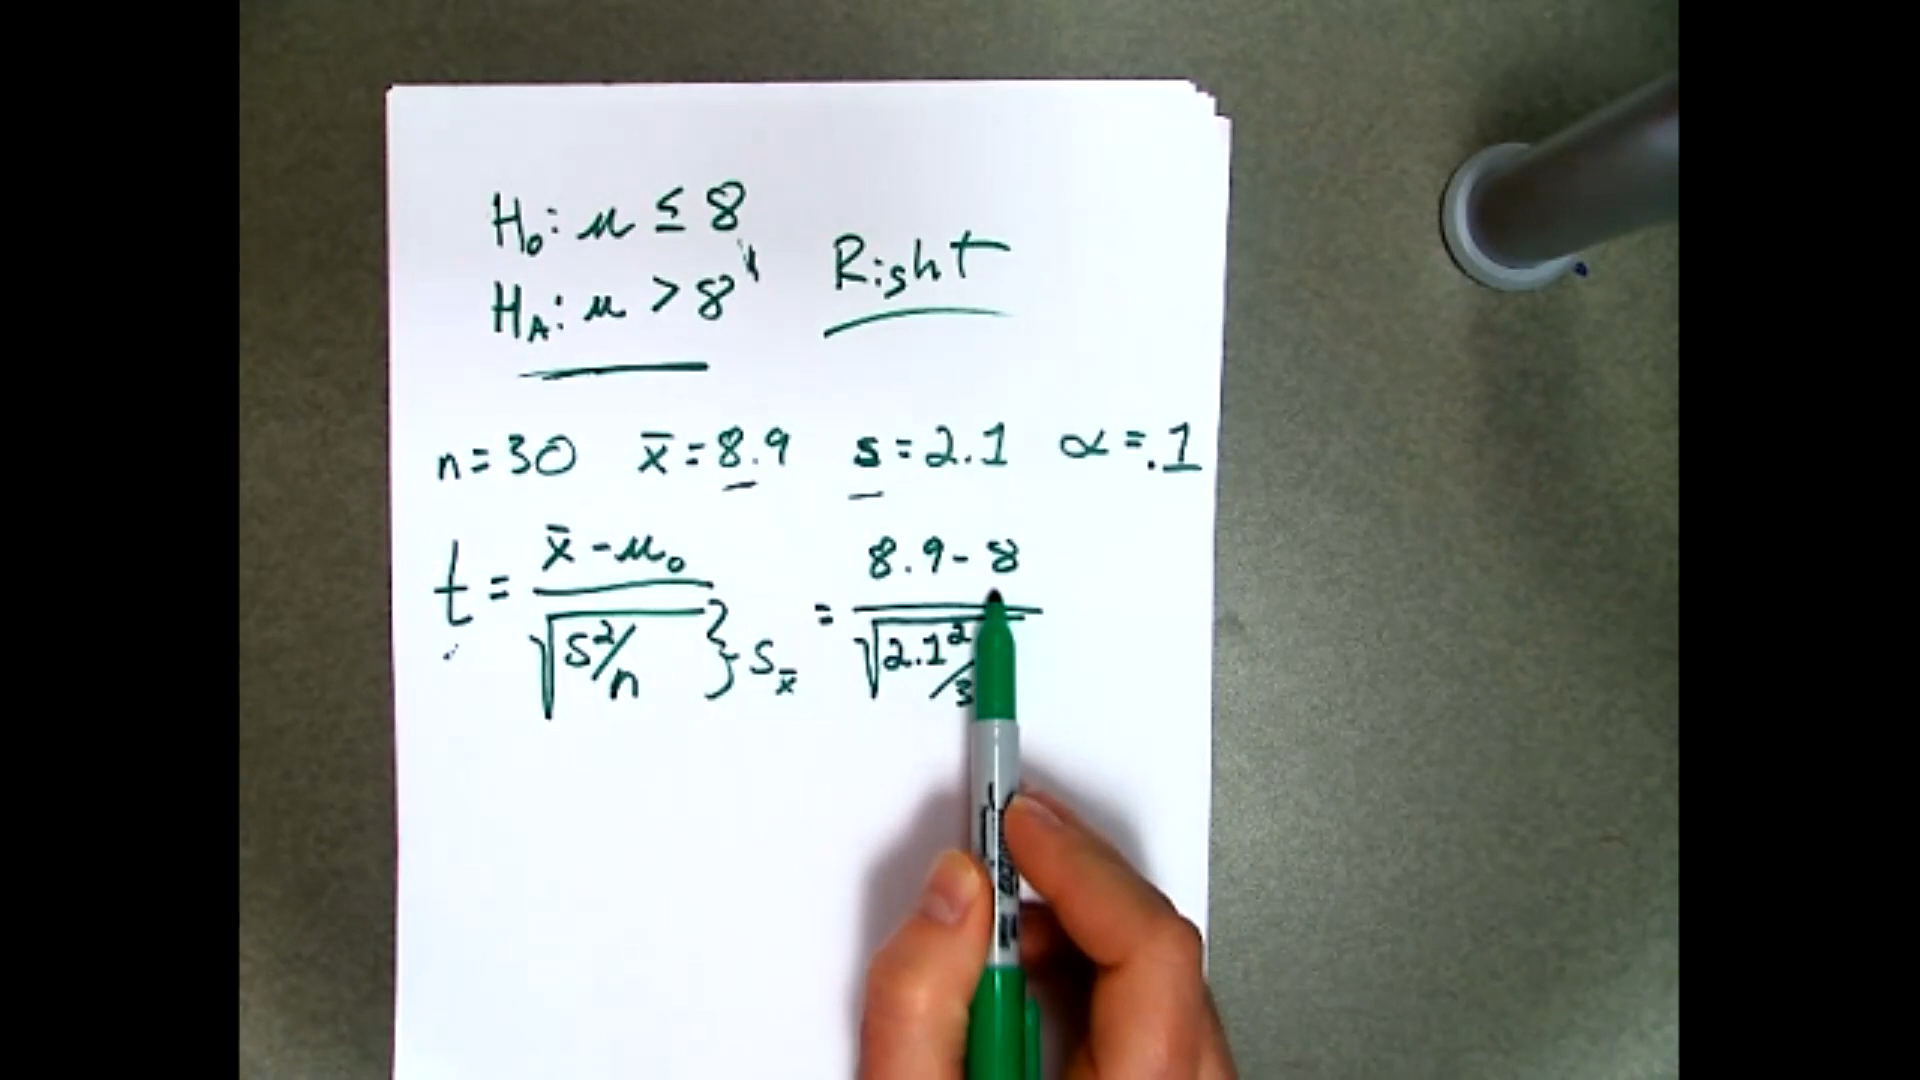 H₀: μ ≤ 8
H_A: μ > 8
Right
n = 30 x̄ = 8.9 s = 2.1 α = .1
t = (x̄ - μ₀) / √(s²/n) } s_x̄ = (8.9 - 8) / √(2.1²/3